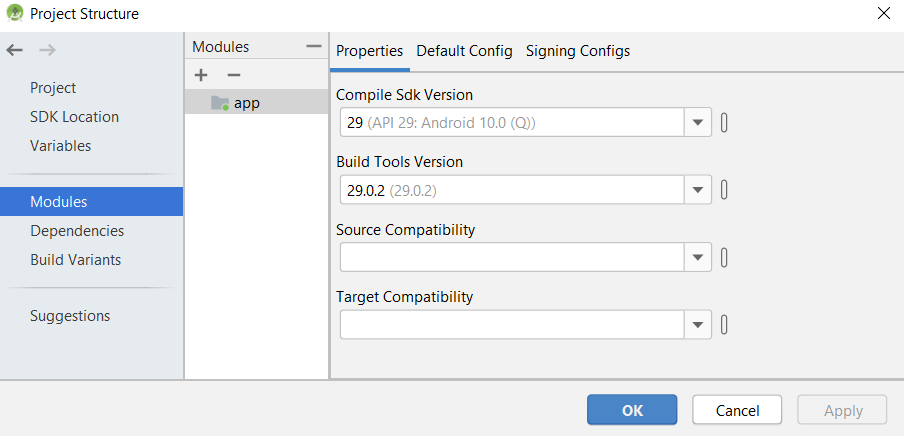 Project Structure
Project
SDK Location
Variables
Modules
Dependencies
Build Variants
Suggestions
Modules
app
Properties Default Config Signing Configs
Compile Sdk Version
29 (API 29: Android 10.0 (Q))
Build Tools Version
29.0.2 (29.0.2)
Source Compatibility
Target Compatibility
OK Cancel Apply